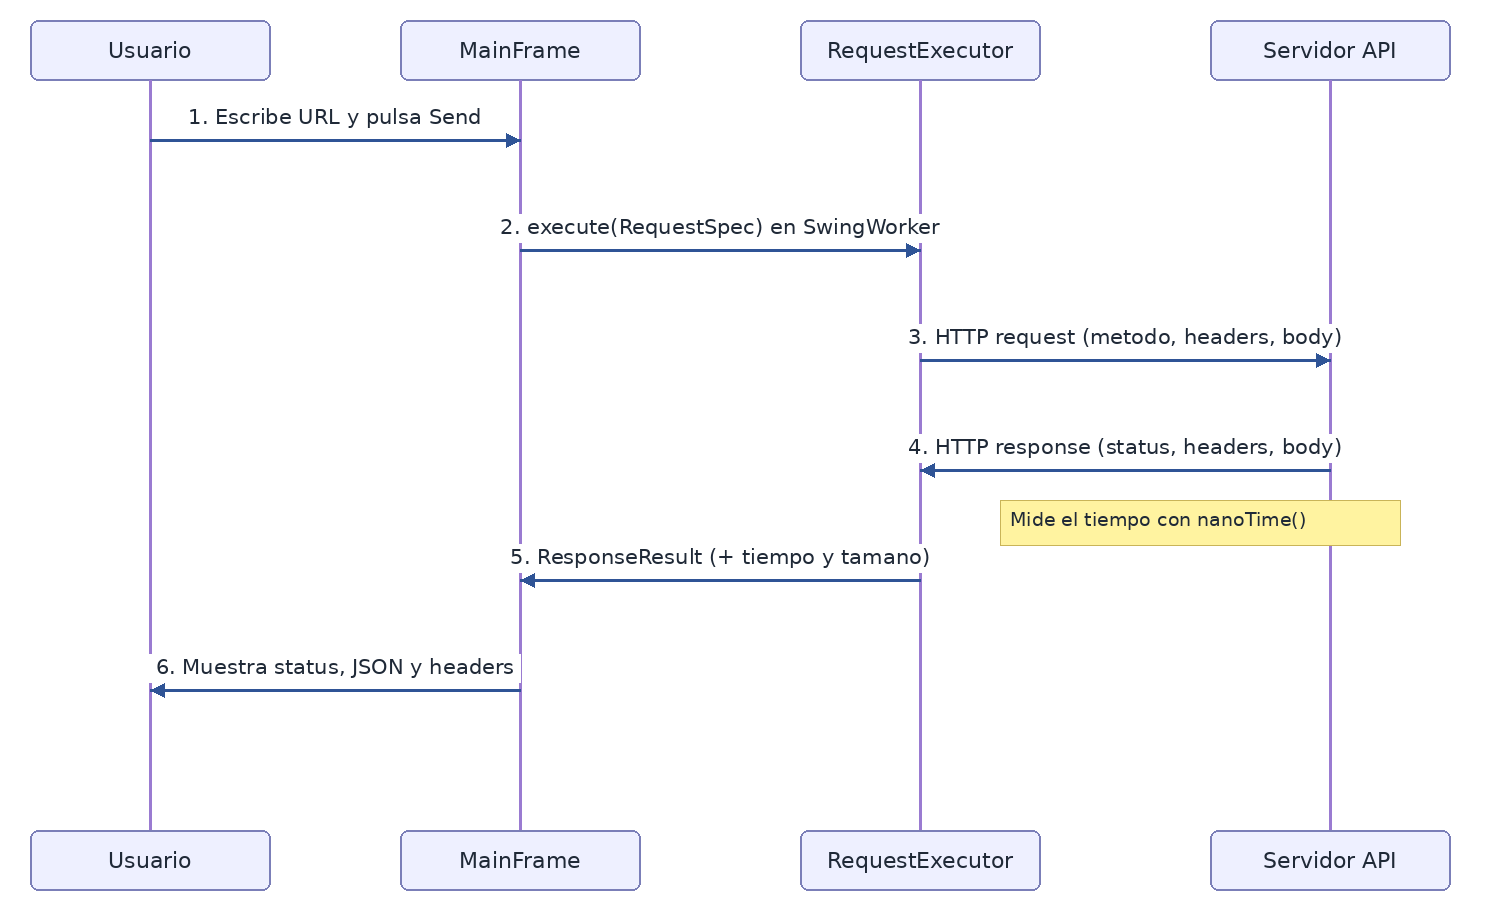 Usuario
MainFrame
RequestExecutor
Servidor API
1. Escribe URL y pulsa Send
2. execute(RequestSpec) en SwingWorker
3. HTTP request (metodo, headers, body)
4. HTTP response (status, headers, body)
Mide el tiempo con nanoTime()
5. ResponseResult (+ tiempo y tamano)
6. Muestra status, JSON y headers
Usuario
MainFrame
RequestExecutor
Servidor API